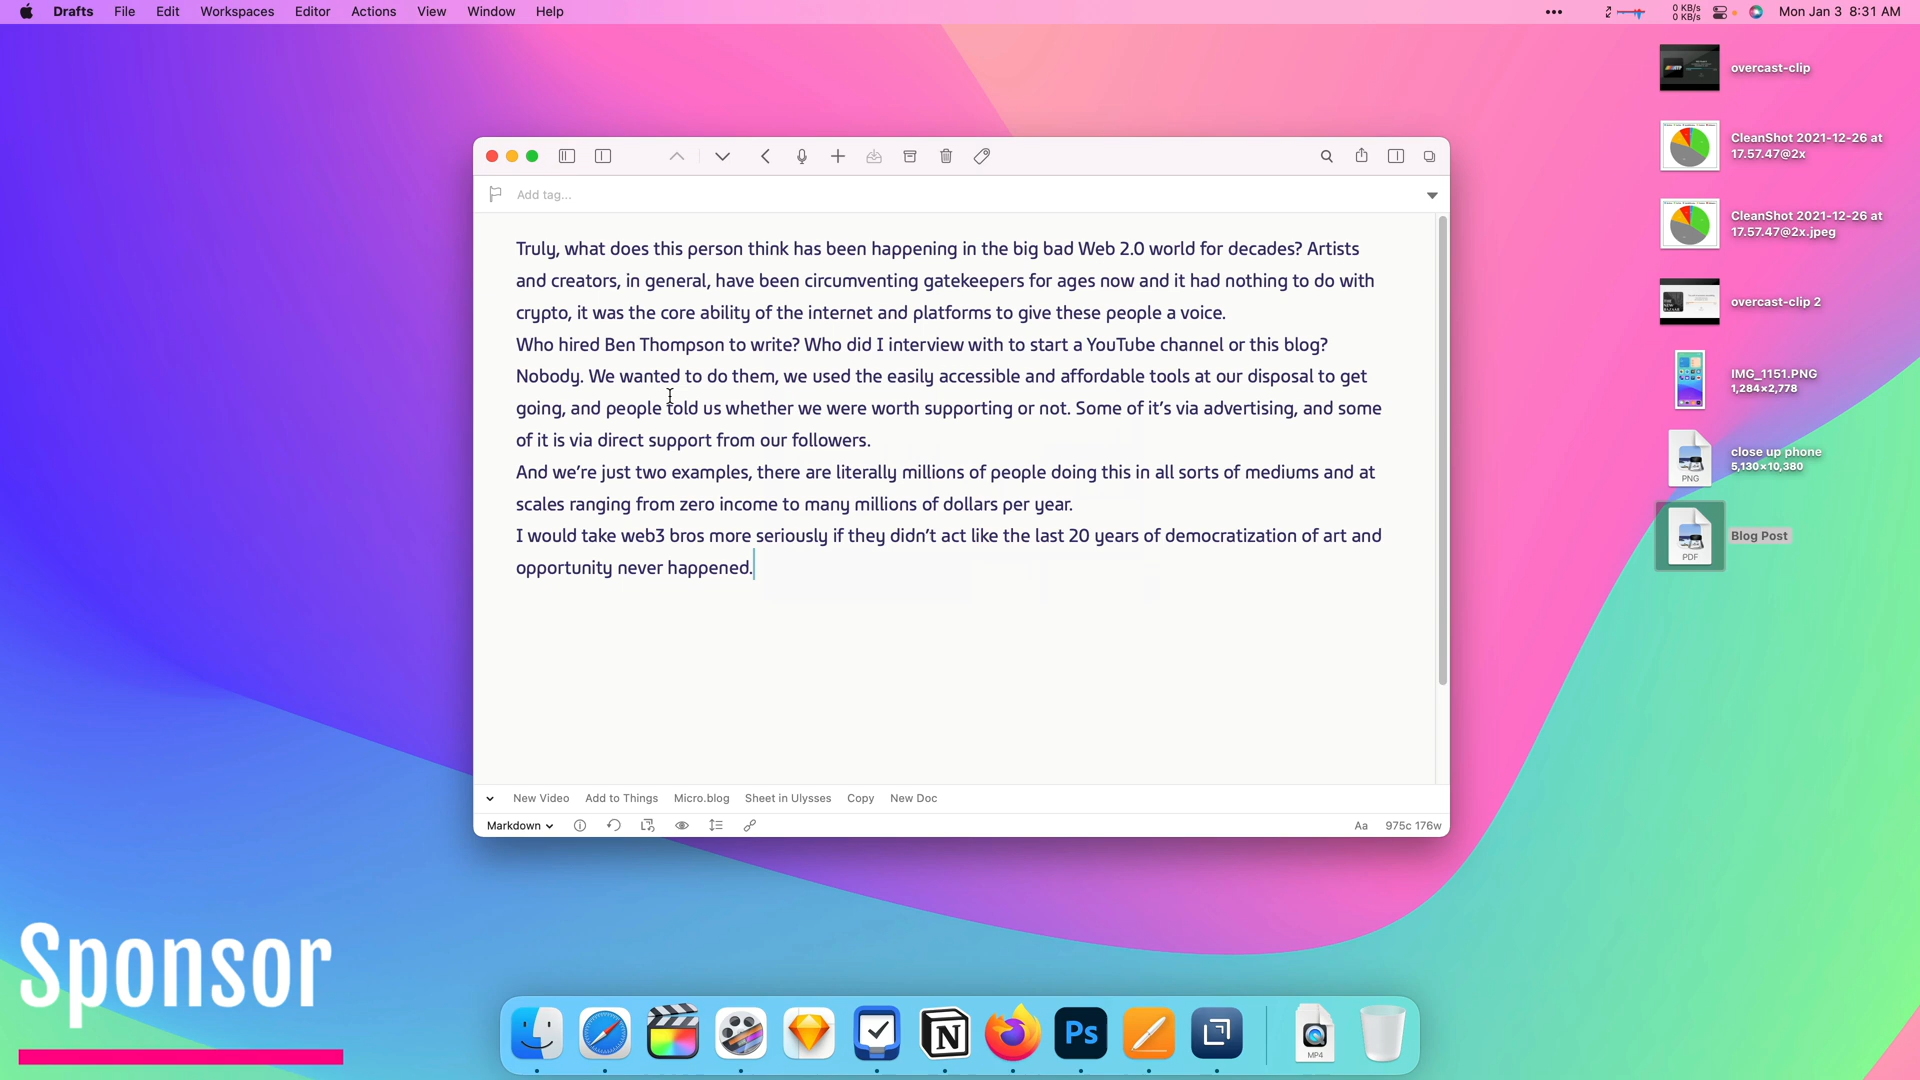 Drafts File Edit Workspaces Editor Actions View Window Help
0 KB/s
0 KB/s
Mon Jan 3 8:31 AM
overcast-clip
CleanShot 2021-12-26 at
17.57.47@2x
CleanShot 2021-12-26 at
17.57.47@2x.jpeg
overcast-clip 2
IMG_1151.PNG
1,284×2,778
close up phone
5,130×10,380
PNG
Blog Post
PDF
Add tag...
Truly, what does this person think has been happening in the big bad Web 2.0 world for decades? Artists
and creators, in general, have been circumventing gatekeepers for ages now and it had nothing to do with
crypto, it was the core ability of the internet and platforms to give these people a voice.
Who hired Ben Thompson to write? Who did I interview with to start a YouTube channel or this blog?
Nobody. We wanted to do them, we used the easily accessible and affordable tools at our disposal to get
going, and people told us whether we were worth supporting or not. Some of it’s via advertising, and some
of it is via direct support from our followers.
And we’re just two examples, there are literally millions of people doing this in all sorts of mediums and at
scales ranging from zero income to many millions of dollars per year.
I would take web3 bros more seriously if they didn’t act like the last 20 years of democratization of art and
opportunity never happened.
New Video Add to Things Micro.blog Sheet in Ulysses Copy New Doc
Markdown Aa 975c 176w
Sponsor
N
Ps
MP4